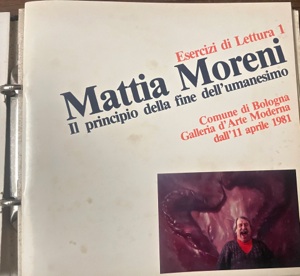 Esercizi di Lettura 1
Mattia Moreni
Il principio della fine dell'umanesimo
Comune di Bologna
Galleria d'Arte Moderna
dall'11 aprile 1981